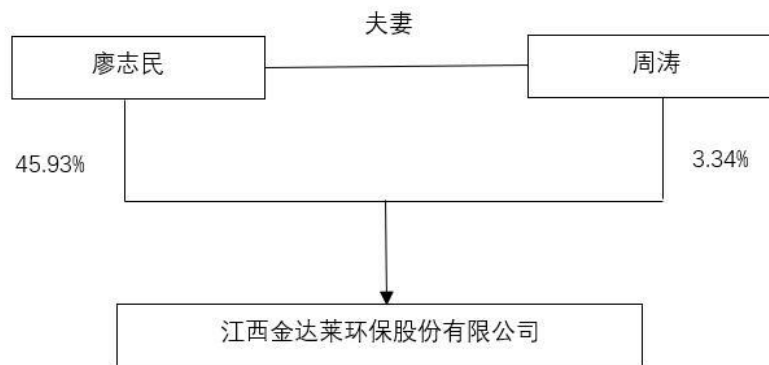 夫妻
廖志民
周涛
45.93%
3.34%
江西金达莱环保股份有限公司